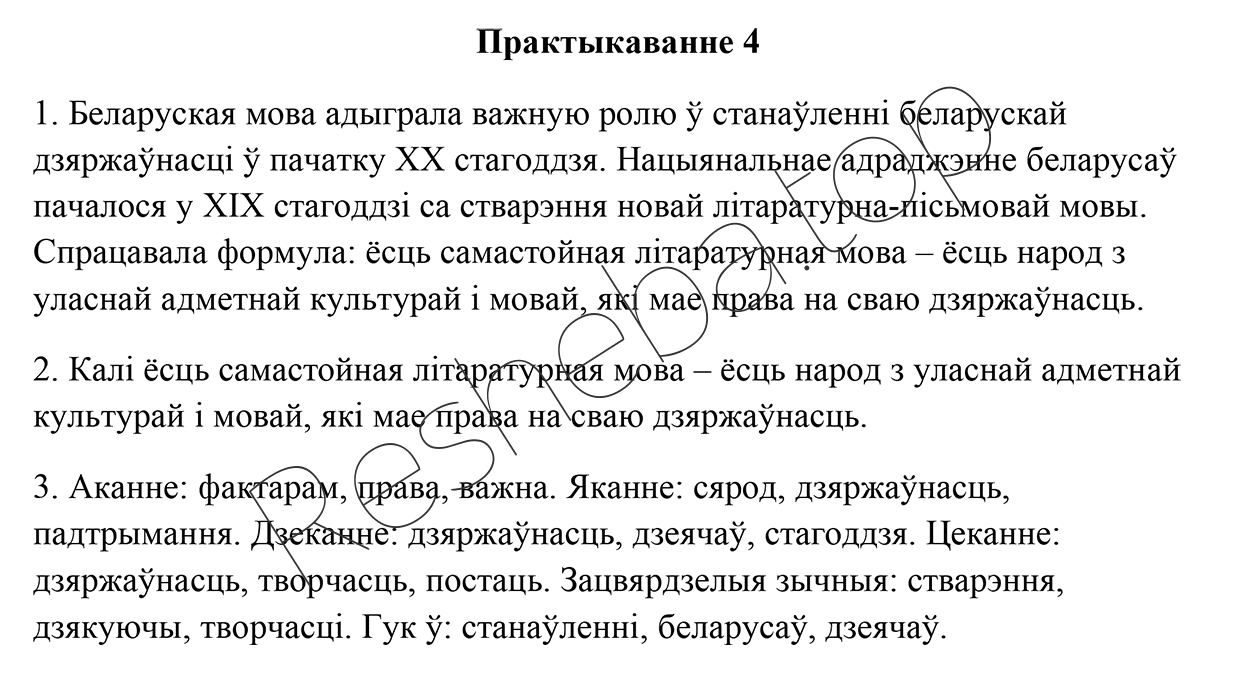 Практыкаванне 4
1. Беларуская мова адыграла важную ролю ў станаўленні беларускай
дзяржаўнасці ў пачатку XX стагоддзя. Нацыянальнае адраджэнне беларусаў
пачалося у XIX стагоддзі са стварэння новай літаратурна-пісьмовай мовы.
Спрацавала формула: ёсць самастойная літаратурная мова – ёсць народ з
уласнай адметнай культурай і мовай, які мае права на сваю дзяржаўнасць.
2. Калі ёсць самастойная літаратурная мова – ёсць народ з уласнай адметнай
культурай і мовай, які мае права на сваю дзяржаўнасць.
3. Аканне: фактарам, права, важна. Яканне: сярод, дзяржаўнасць,
падтрымання. Дзеканне: дзяржаўнасць, дзеячаў, стагоддзя. Цеканне:
дзяржаўнасць, творчасць, постаць. Зацвярдзелыя зычныя: стварэння,
дзякуючы, творчасці. Гук ў: станаўленні, беларусаў, дзеячаў.
Resheba.top